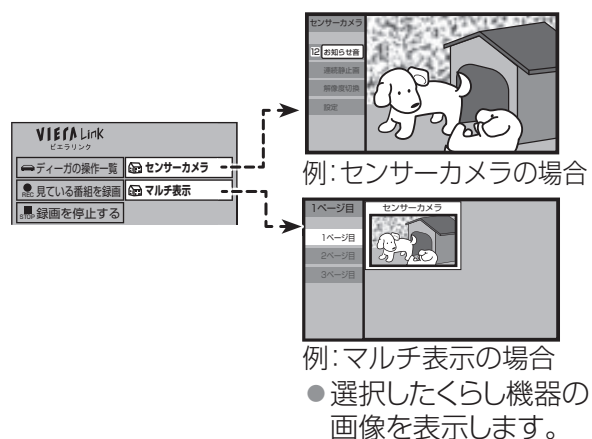 VIErA LinK
ビエラリンク
ディーガの操作一覧
センサーカメラ
REC 見ている番組を録画
マルチ表示
STOP 録画を停止する
センサーカメラ
12 お知らせ音
連続静止画
解像度切換
設定
例:センサーカメラの場合
1ページ目
センサーカメラ
1ページ目
2ページ目
3ページ目
例:マルチ表示の場合
●選択したくらし機器の
画像を表示します。